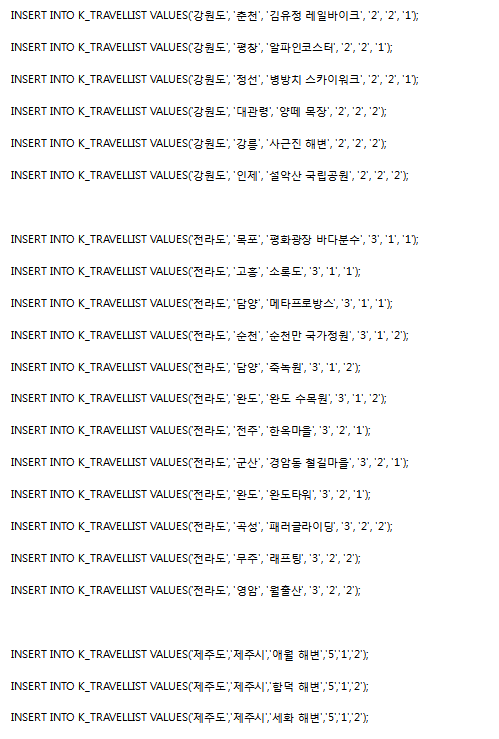 INSERT INTO K_TRAVELLIST VALUES('강원도', '춘천', '김유정 레일바이크', '2', '2', '1');
INSERT INTO K_TRAVELLIST VALUES('강원도', '평창', '알파인코스터', '2', '2', '1');
INSERT INTO K_TRAVELLIST VALUES('강원도', '정선', '병방치 스카이워크', '2', '2', '1');
INSERT INTO K_TRAVELLIST VALUES('강원도', '대관령', '양떼 목장', '2', '2', '2');
INSERT INTO K_TRAVELLIST VALUES('강원도', '강릉', '사근진 해변', '2', '2', '2');
INSERT INTO K_TRAVELLIST VALUES('강원도', '인제', '설악산 국립공원', '2', '2', '2');
INSERT INTO K_TRAVELLIST VALUES('전라도', '목포', '평화광장 바다분수', '3', '1', '1');
INSERT INTO K_TRAVELLIST VALUES('전라도', '고흥', '소록도', '3', '1', '1');
INSERT INTO K_TRAVELLIST VALUES('전라도', '담양', '메타프로방스', '3', '1', '1');
INSERT INTO K_TRAVELLIST VALUES('전라도', '순천', '순천만 국가정원', '3', '1', '2');
INSERT INTO K_TRAVELLIST VALUES('전라도', '담양', '죽녹원', '3', '1', '2');
INSERT INTO K_TRAVELLIST VALUES('전라도', '완도', '완도 수목원', '3', '1', '2');
INSERT INTO K_TRAVELLIST VALUES('전라도', '전주', '한옥마을', '3', '2', '1');
INSERT INTO K_TRAVELLIST VALUES('전라도', '군산', '경암동 철길마을', '3', '2', '1');
INSERT INTO K_TRAVELLIST VALUES('전라도', '완도', '완도타워', '3', '2', '1');
INSERT INTO K_TRAVELLIST VALUES('전라도', '곡성', '패러글라이딩', '3', '2', '2');
INSERT INTO K_TRAVELLIST VALUES('전라도', '무주', '래프팅', '3', '2', '2');
INSERT INTO K_TRAVELLIST VALUES('전라도', '영암', '월출산', '3', '2', '2');
INSERT INTO K_TRAVELLIST VALUES('제주도','제주시','애월 해변','5','1','2');
INSERT INTO K_TRAVELLIST VALUES('제주도','제주시','함덕 해변','5','1','2');
INSERT INTO K_TRAVELLIST VALUES('제주도','제주시','세화 해변','5','1','2');